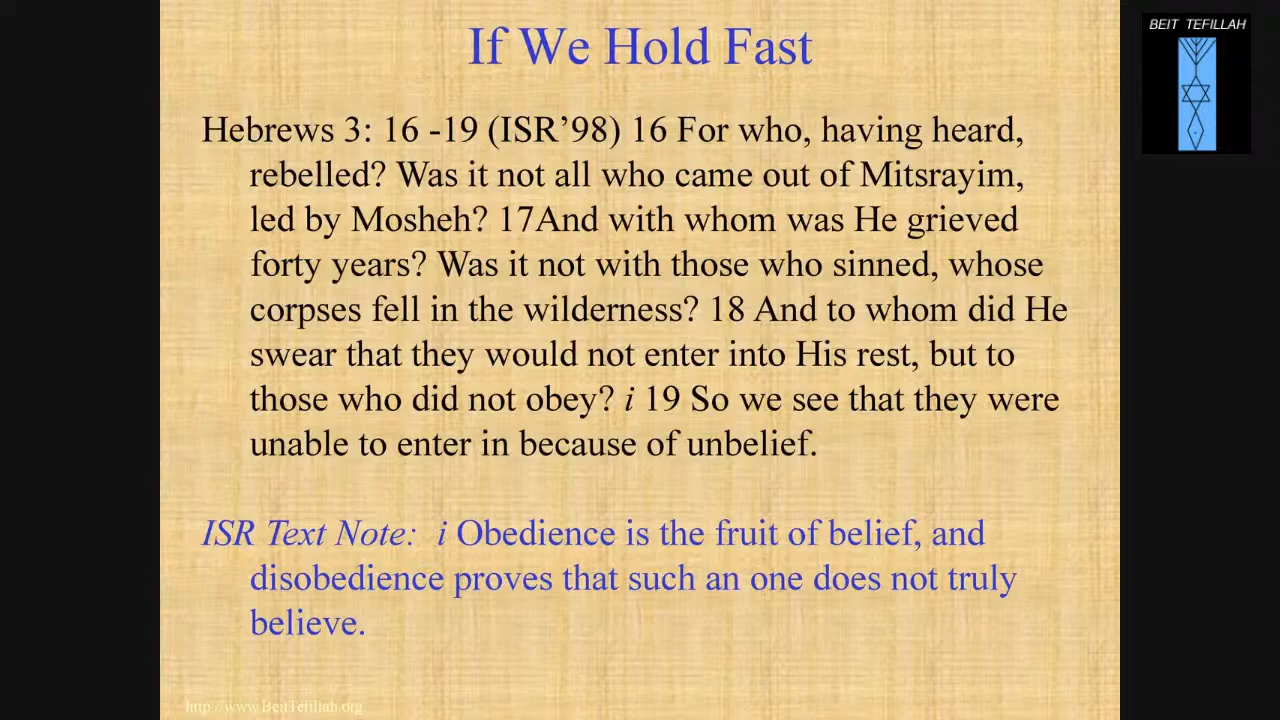 If We Hold Fast
BEIT TEFILLAH
Hebrews 3: 16 -19 (ISR’98) 16 For who, having heard,
rebelled? Was it not all who came out of Mitsrayim,
led by Mosheh? 17And with whom was He grieved
forty years? Was it not with those who sinned, whose
corpses fell in the wilderness? 18 And to whom did He
swear that they would not enter into His rest, but to
those who did not obey? i 19 So we see that they were
unable to enter in because of unbelief.
ISR Text Note: i Obedience is the fruit of belief, and
disobedience proves that such an one does not truly
believe.
http://www.BeitTefillah.org